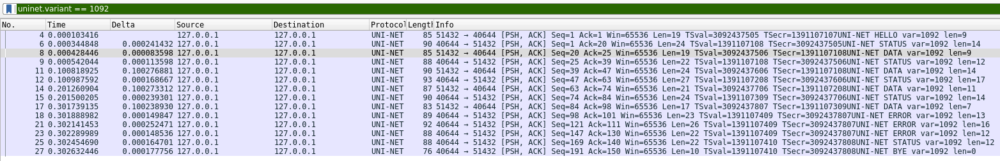 uninet.variant == 1092
No. Time Delta Source Destination Protocol Length Info
4 0.000103416 127.0.0.1 127.0.0.1 UNI-NET 85 51432 → 40644 [PSH, ACK] Seq=1 Ack=1 Win=65536 Len=19 TSval=3092437505 TSecr=1391107107UNI-NET HELLO var=1092 len=9
6 0.000344848 0.000241432 127.0.0.1 127.0.0.1 UNI-NET 90 40644 → 51432 [PSH, ACK] Seq=1 Ack=20 Win=65536 Len=24 TSval=1391107108 TSecr=3092437505UNI-NET STATUS var=1092 len=14
8 0.000428446 0.000083598 127.0.0.1 127.0.0.1 UNI-NET 85 51432 → 40644 [PSH, ACK] Seq=20 Ack=25 Win=65536 Len=19 TSval=3092437506 TSecr=1391107108UNI-NET DATA var=1092 len=9
9 0.000542044 0.000113598 127.0.0.1 127.0.0.1 UNI-NET 88 40644 → 51432 [PSH, ACK] Seq=25 Ack=39 Win=65536 Len=22 TSval=1391107108 TSecr=3092437506UNI-NET STATUS var=1092 len=12
11 0.100818925 0.100276881 127.0.0.1 127.0.0.1 UNI-NET 90 51432 → 40644 [PSH, ACK] Seq=39 Ack=47 Win=65536 Len=24 TSval=3092437606 TSecr=1391107108UNI-NET DATA var=1092 len=14
12 0.100987592 0.000168667 127.0.0.1 127.0.0.1 UNI-NET 93 40644 → 51432 [PSH, ACK] Seq=47 Ack=63 Win=65536 Len=27 TSval=1391107208 TSecr=3092437606UNI-NET STATUS var=1092 len=17
14 0.201260904 0.100273312 127.0.0.1 127.0.0.1 UNI-NET 87 51432 → 40644 [PSH, ACK] Seq=63 Ack=74 Win=65536 Len=21 TSval=3092437706 TSecr=1391107208UNI-NET DATA var=1092 len=11
15 0.201500205 0.000239301 127.0.0.1 127.0.0.1 UNI-NET 90 40644 → 51432 [PSH, ACK] Seq=74 Ack=84 Win=65536 Len=24 TSval=1391107309 TSecr=3092437706UNI-NET STATUS var=1092 len=14
17 0.301739135 0.100238930 127.0.0.1 127.0.0.1 UNI-NET 83 51432 → 40644 [PSH, ACK] Seq=84 Ack=98 Win=65536 Len=17 TSval=3092437807 TSecr=1391107309UNI-NET DATA var=1092 len=7
18 0.301888982 0.000149847 127.0.0.1 127.0.0.1 UNI-NET 89 40644 → 51432 [PSH, ACK] Seq=98 Ack=101 Win=65536 Len=23 TSval=1391107409 TSecr=3092437807UNI-NET ERROR var=1092 len=13
21 0.302141453 0.000252471 127.0.0.1 127.0.0.1 UNI-NET 92 40644 → 51432 [PSH, ACK] Seq=121 Ack=111 Win=65536 Len=26 TSval=1391107409 TSecr=3092437807UNI-NET ERROR var=1092 len=16
23 0.302289989 0.000148536 127.0.0.1 127.0.0.1 UNI-NET 88 40644 → 51432 [PSH, ACK] Seq=147 Ack=130 Win=65536 Len=22 TSval=1391107409 TSecr=3092437807UNI-NET ERROR var=1092 len=12
25 0.302454690 0.000164701 127.0.0.1 127.0.0.1 UNI-NET 88 40644 → 51432 [PSH, ACK] Seq=169 Ack=140 Win=65536 Len=22 TSval=1391107410 TSecr=3092437808UNI-NET STATUS var=1092 len=12
27 0.302632446 0.000177756 127.0.0.1 127.0.0.1 UNI-NET 76 40644 → 51432 [PSH, ACK] Seq=191 Ack=150 Win=65536 Len=10 TSval=1391107410 TSecr=3092437808UNI-NET BYE var=1092 len=0